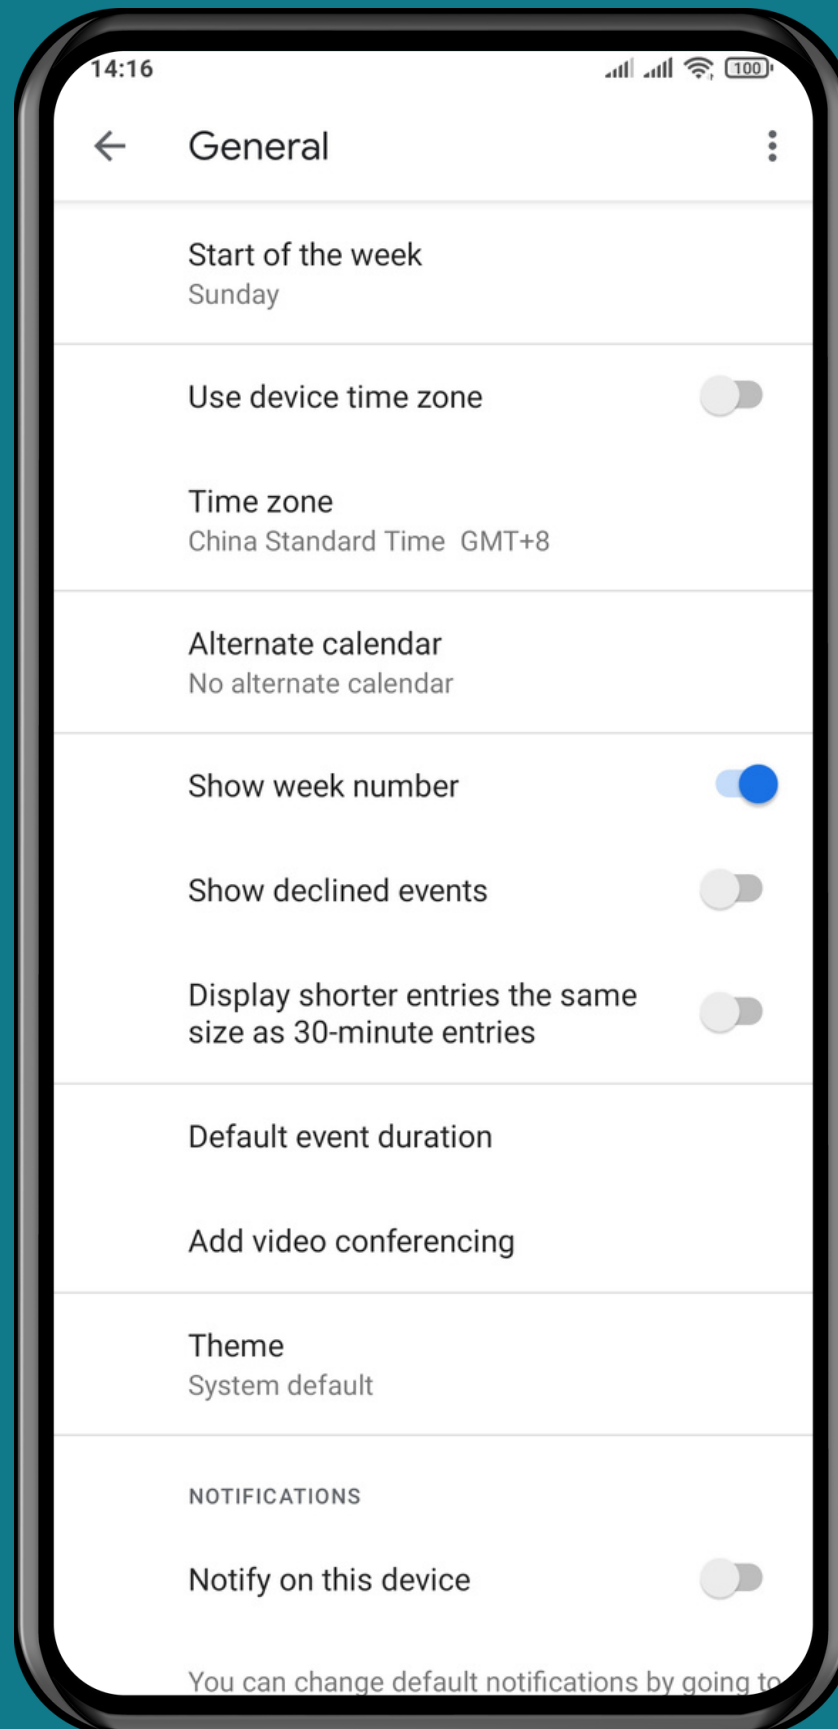 14:16
100
General
Start of the week
Sunday
Use device time zone
Time zone
China Standard Time GMT+8
Alternate calendar
No alternate calendar
Show week number
Show declined events
Display shorter entries the same
size as 30-minute entries
Default event duration
Add video conferencing
Theme
System default
NOTIFICATIONS
Notify on this device
You can change default notifications by going to